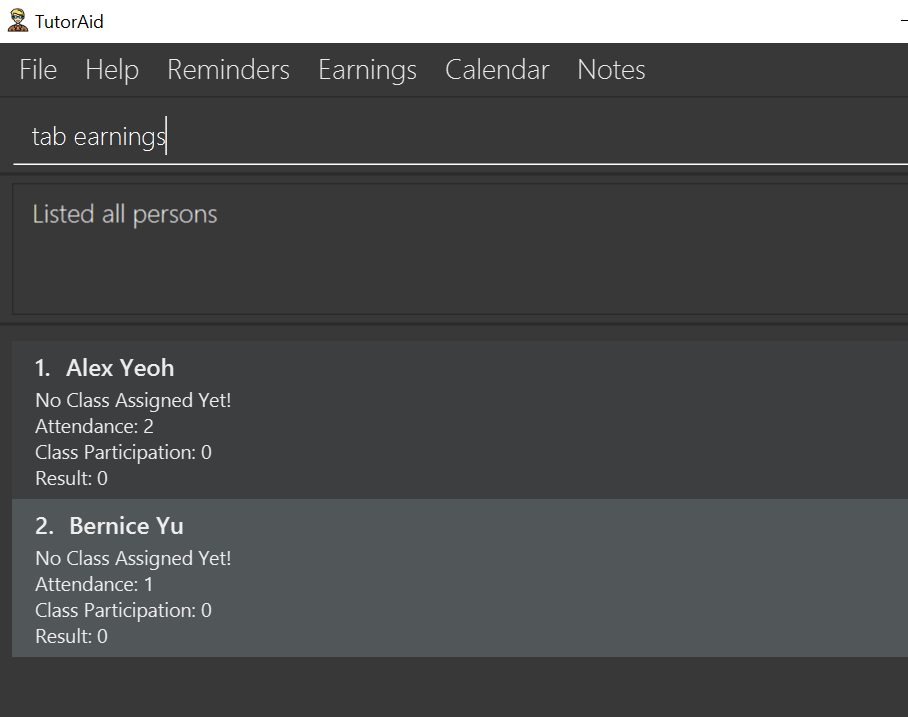 TutorAid
File Help Reminders Earnings Calendar Notes
tab earnings
Listed all persons
1. Alex Yeoh
No Class Assigned Yet!
Attendance: 2
Class Participation: 0
Result: 0
2. Bernice Yu
No Class Assigned Yet!
Attendance: 1
Class Participation: 0
Result: 0